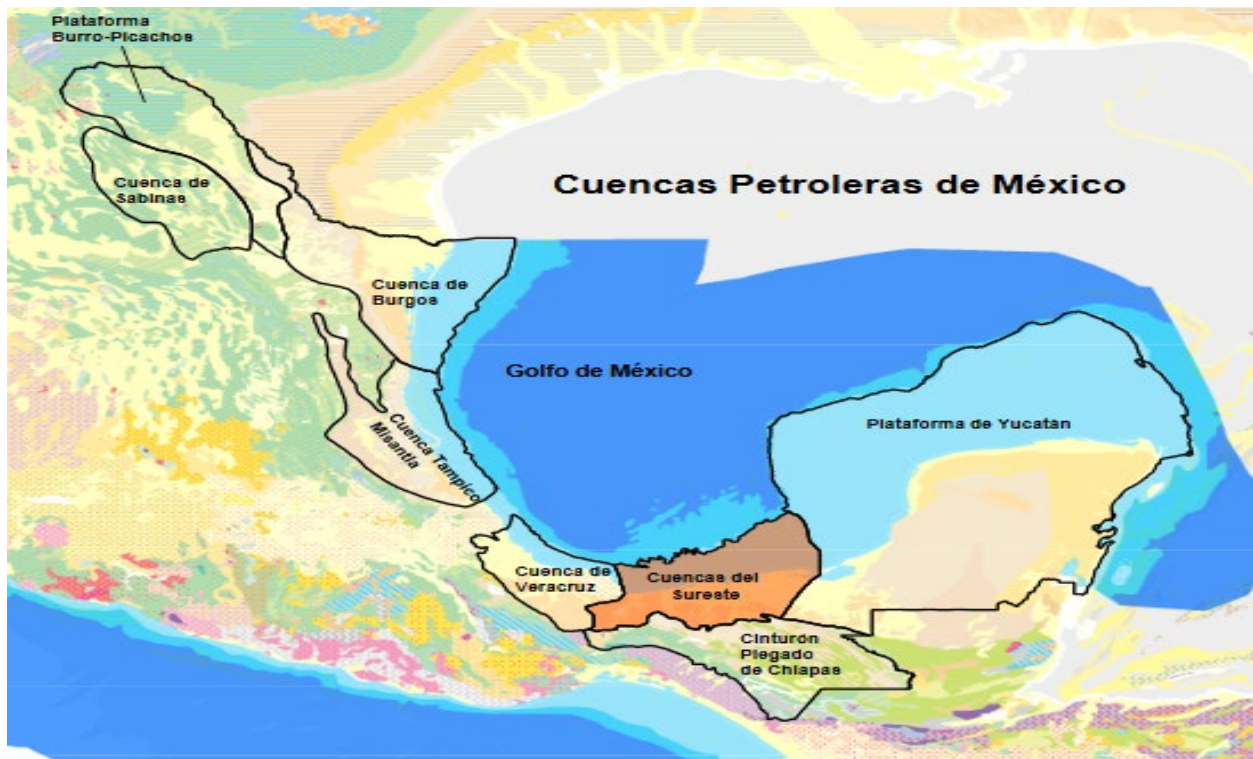 Plataforma
Burro-Picachos
Cuencas Petroleras de México
Cuenca de
Sabinas
Cuenca de
Burgos
Golfo de México
Cuenca Tampico
Misantla
Plataforma de Yucatán
Cuenca de
Veracruz
Cuencas del
Sureste
Cinturón
Plegado
de Chiapas